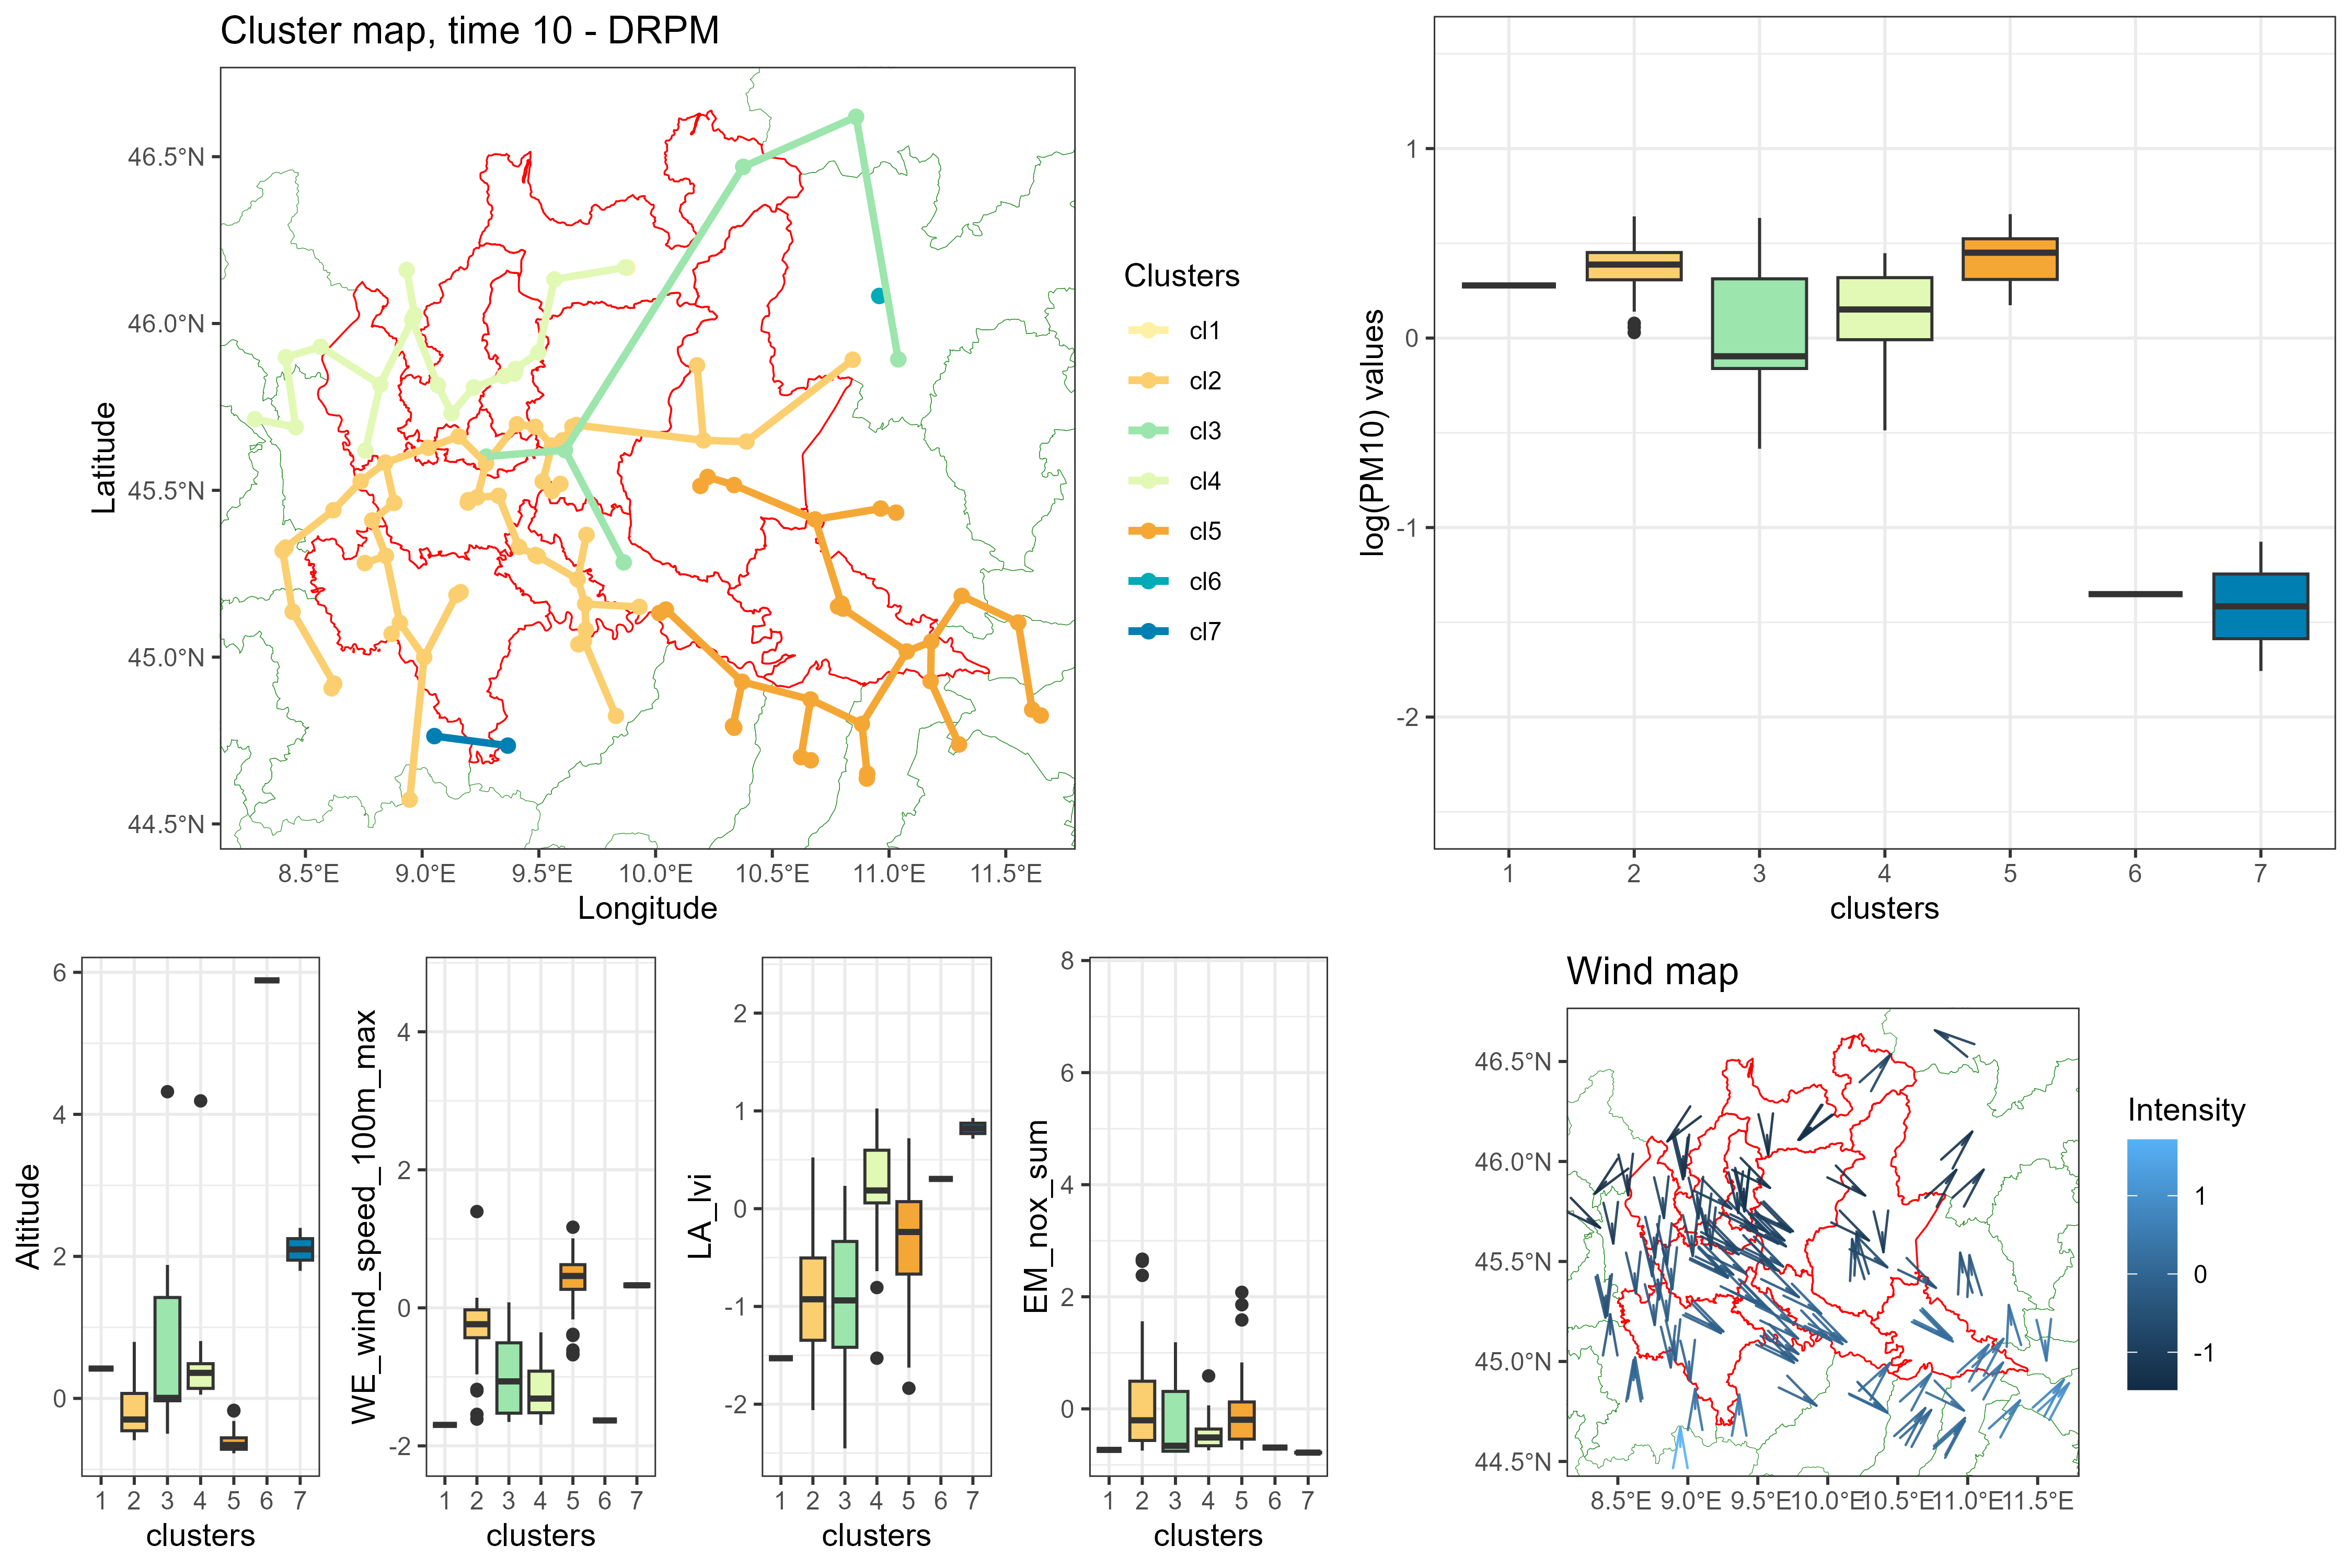 Cluster map, time 10 - DRPM
46.5°N
46.0°N
45.5°N
45.0°N
44.5°N
Latitude
8.5°E 9.0°E 9.5°E 10.0°E 10.5°E 11.0°E 11.5°E
Longitude
Clusters
cl1
cl2
cl3
cl4
cl5
cl6
cl7
1
0
-1
-2
log(PM10) values
1 2 3 4 5 6 7
clusters
6
4
2
0
Altitude
1 2 3 4 5 6 7
clusters
4
2
0
-2
WE_wind_speed_100m_max
1 2 3 4 5 6 7
clusters
2
1
0
-1
-2
LA_lvi
1 2 3 4 5 6 7
clusters
8
6
4
2
0
EM_nox_sum
1 2 3 4 5 6 7
clusters
Wind map
46.5°N
46.0°N
45.5°N
45.0°N
44.5°N
8.5°E 9.0°E 9.5°E 10.0°E 10.5°E 11.0°E 11.5°E
Intensity
1
0
-1